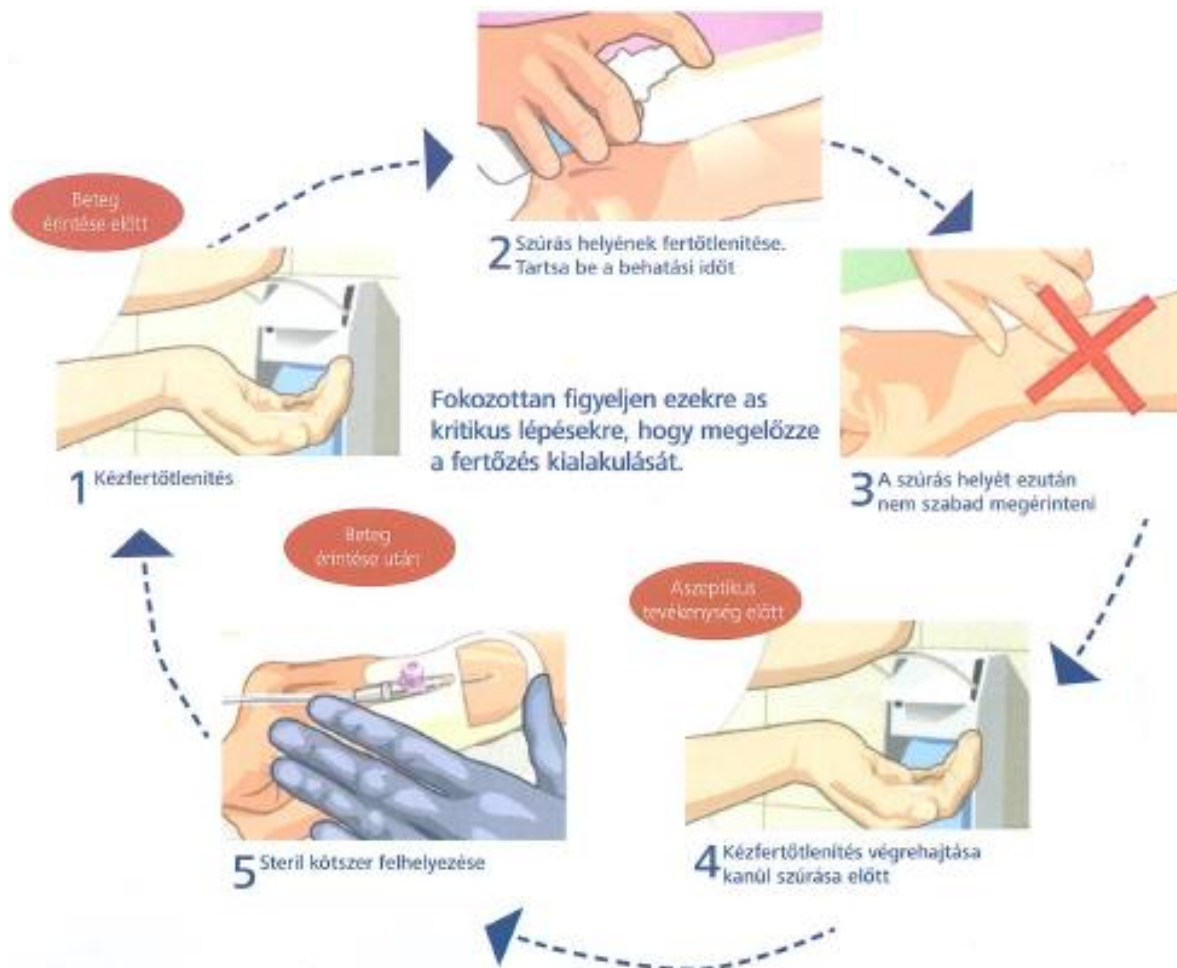 Beteg
érintése előtt
1 Kézfertőtlenítés
2 Szúrás helyének fertőtlenítése.
Tartsa be a behatási időt
3 A szúrás helyét ezután
nem szabad megérinteni
Fokozottan figyeljen ezekre as
kritikus lépésekre, hogy megelőzze
a fertőzés kialakulását.
Aszeptikus
tevékenység előtt
4 Kézfertőtlenítés végrehajtása
kanül szúrása előtt
Beteg
érintése után
5 Steril kötszer felhelyezése